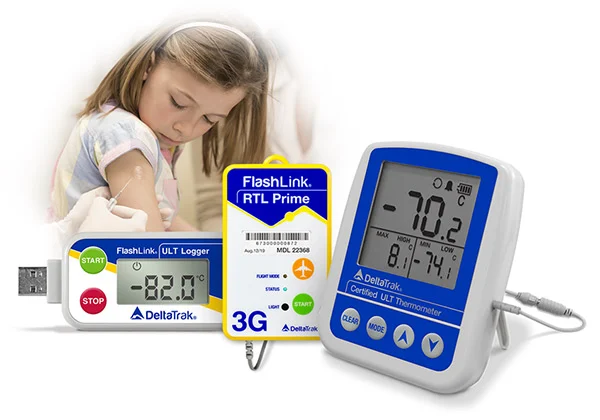 START
STOP
FlashLink® ULT Logger
-82.0°C
DeltaTrak®
FlashLink®
RTL Prime
873000000872
Aug,12/13 MDL 22368
FLIGHT MODE
STATUS
LIGHT
START
3G
DeltaTrak®
C
-70.2
MAX HIGH MIN LOW
C C
8.1 -74.1
DeltaTrak®
Certified ULT Thermometer
CLEAR
MODE